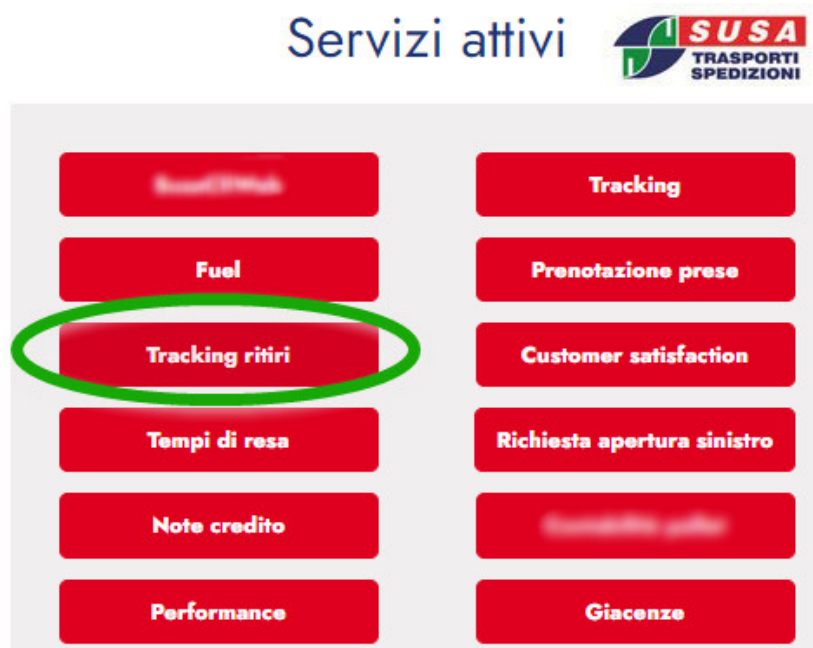 Servizi attivi
SUSA
TRASPORTI
SPEDIZIONI
Tracking
Fuel
Prenotazione prese
Tracking ritiri
Customer satisfaction
Tempi di resa
Richiesta apertura sinistro
Note credito
Performance
Giacenze